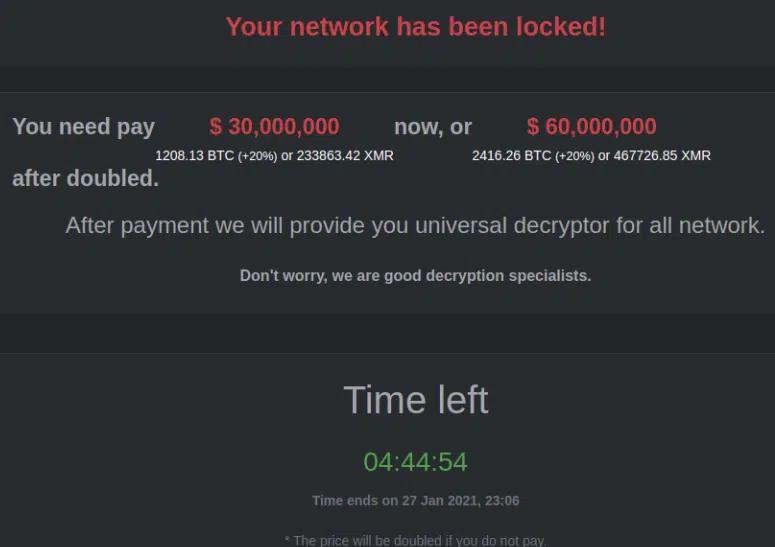 Your network has been locked!
You need pay $ 30,000,000 now, or $ 60,000,000
1208.13 BTC (+20%) or 233863.42 XMR 2416.26 BTC (+20%) or 467726.85 XMR
after doubled.
After payment we will provide you universal decryptor for all network.
Don't worry, we are good decryption specialists.
Time left
04:44:54
Time ends on 27 Jan 2021, 23:06
* The price will be doubled if you do not pay.